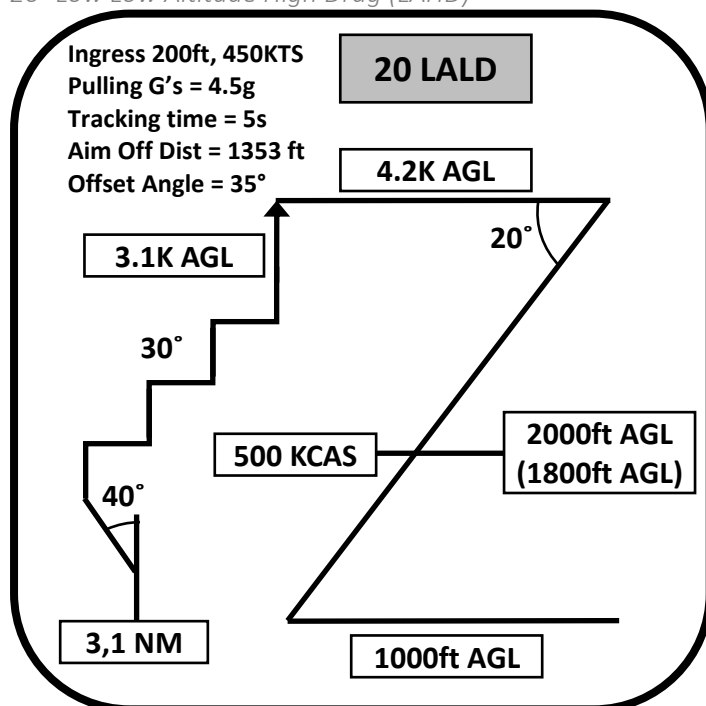 20° Low Low Altitude High Drag (LAHD)
Ingress 200ft, 450KTS
Pulling G's = 4.5g
Tracking time = 5s
Aim Off Dist = 1353 ft
Offset Angle = 35°
20 LALD
4.2K AGL
3.1K AGL
20°
30°
500 KCAS
2000ft AGL
(1800ft AGL)
40°
3,1 NM
1000ft AGL